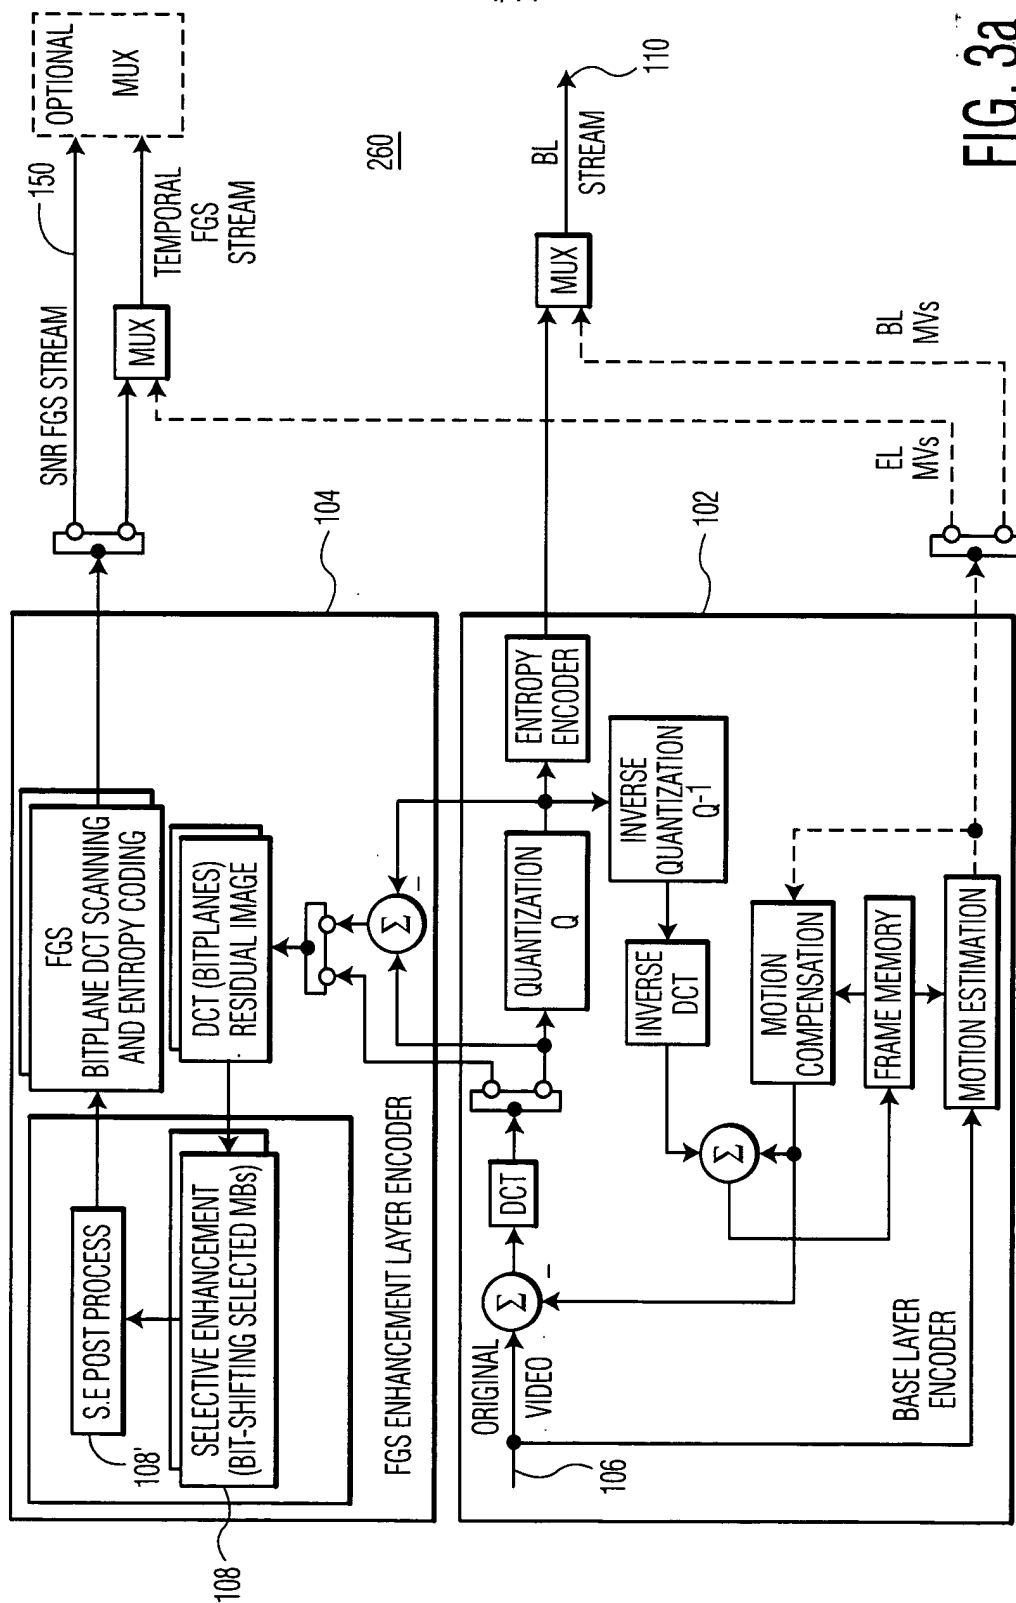 FIG. 3a
260
OPTIONAL
MUX
150
SNR FGS STREAM
TEMPORAL
FGS
STREAM
MUX
104
FGS
BITPLANE DCT SCANNING
AND ENTROPY CODING
DCT (BITPLANES)
RESIDUAL IMAGE
S.E POST PROCESS
108'
SELECTIVE ENHANCEMENT
(BIT-SHIFTING SELECTED MBs)
108
FGS ENHANCEMENT LAYER ENCODER
Σ
-
110
BL
STREAM
MUX
BL
MVs
EL
MVs
102
ENTROPY
ENCODER
QUANTIZATION
Q
INVERSE
QUANTIZATION
Q-1
INVERSE
DCT
MOTION
COMPENSATION
FRAME MEMORY
MOTION ESTIMATION
Σ
DCT
Σ
-
ORIGINAL
VIDEO
106
BASE LAYER
ENCODER